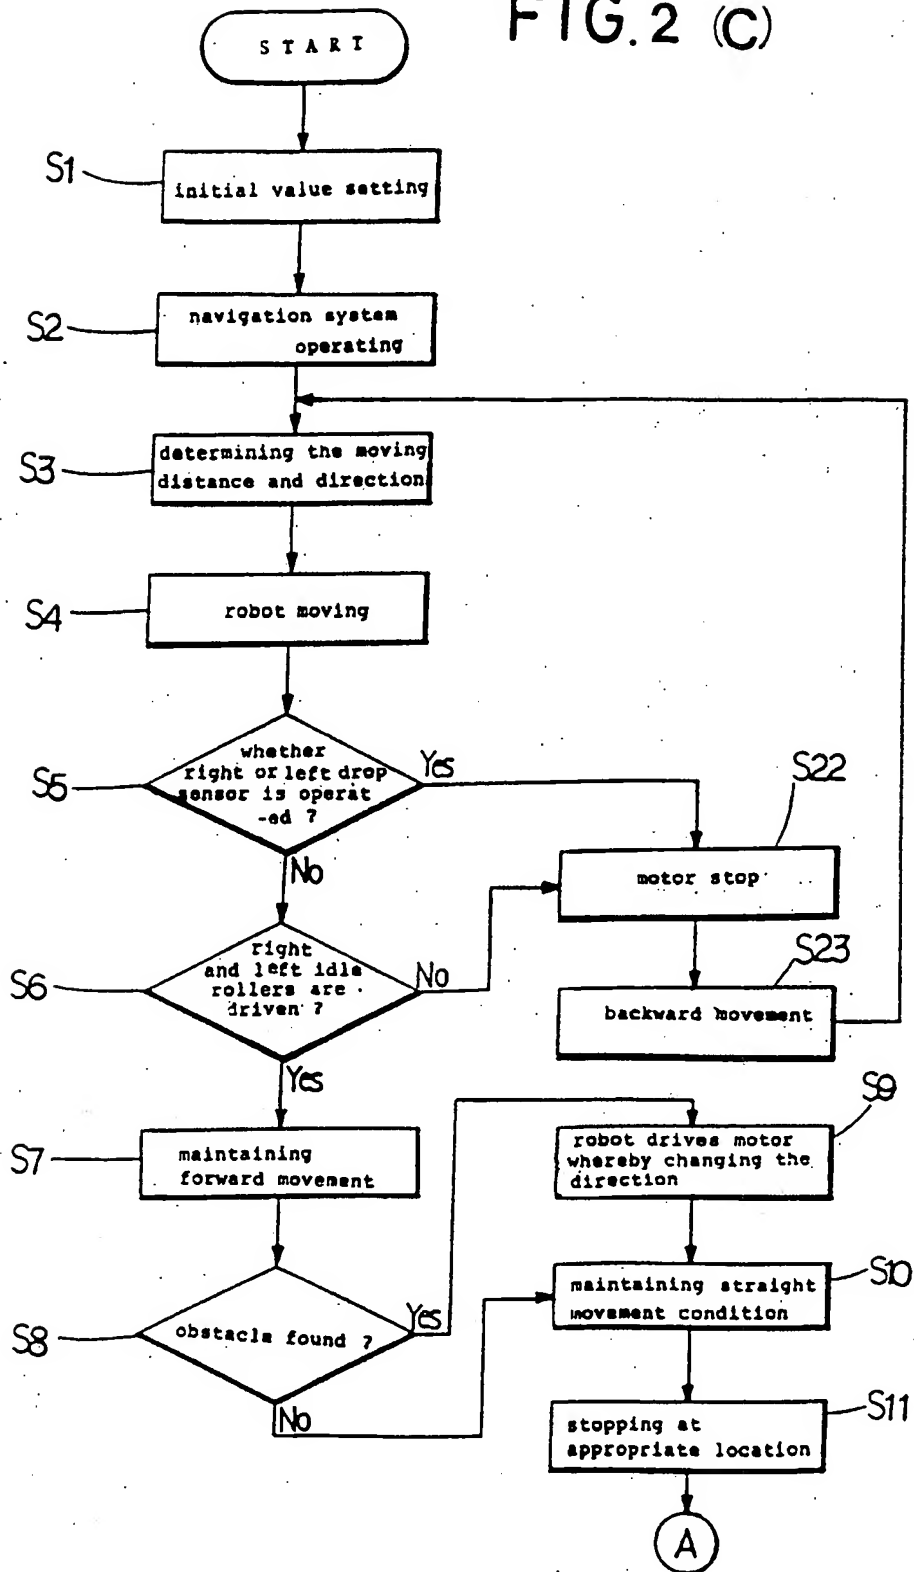 FIG. 2 (C)
START
S1
initial value setting
S2
navigation system
operating
S3
determining the moving
distance and direction
S4
robot moving
S5
whether
right or left drop
sensor is operat
-ed ?
Yes
No
S22
motor stop
S6
right
and left idle
rollers are
driven ?
No
Yes
S23
backward movement
S7
maintaining
forward movement
S9
robot drives motor
whereby changing the
direction
S8
obstacle found ?
Yes
No
S10
maintaining straight
movement condition
S11
stopping at
appropriate location
A